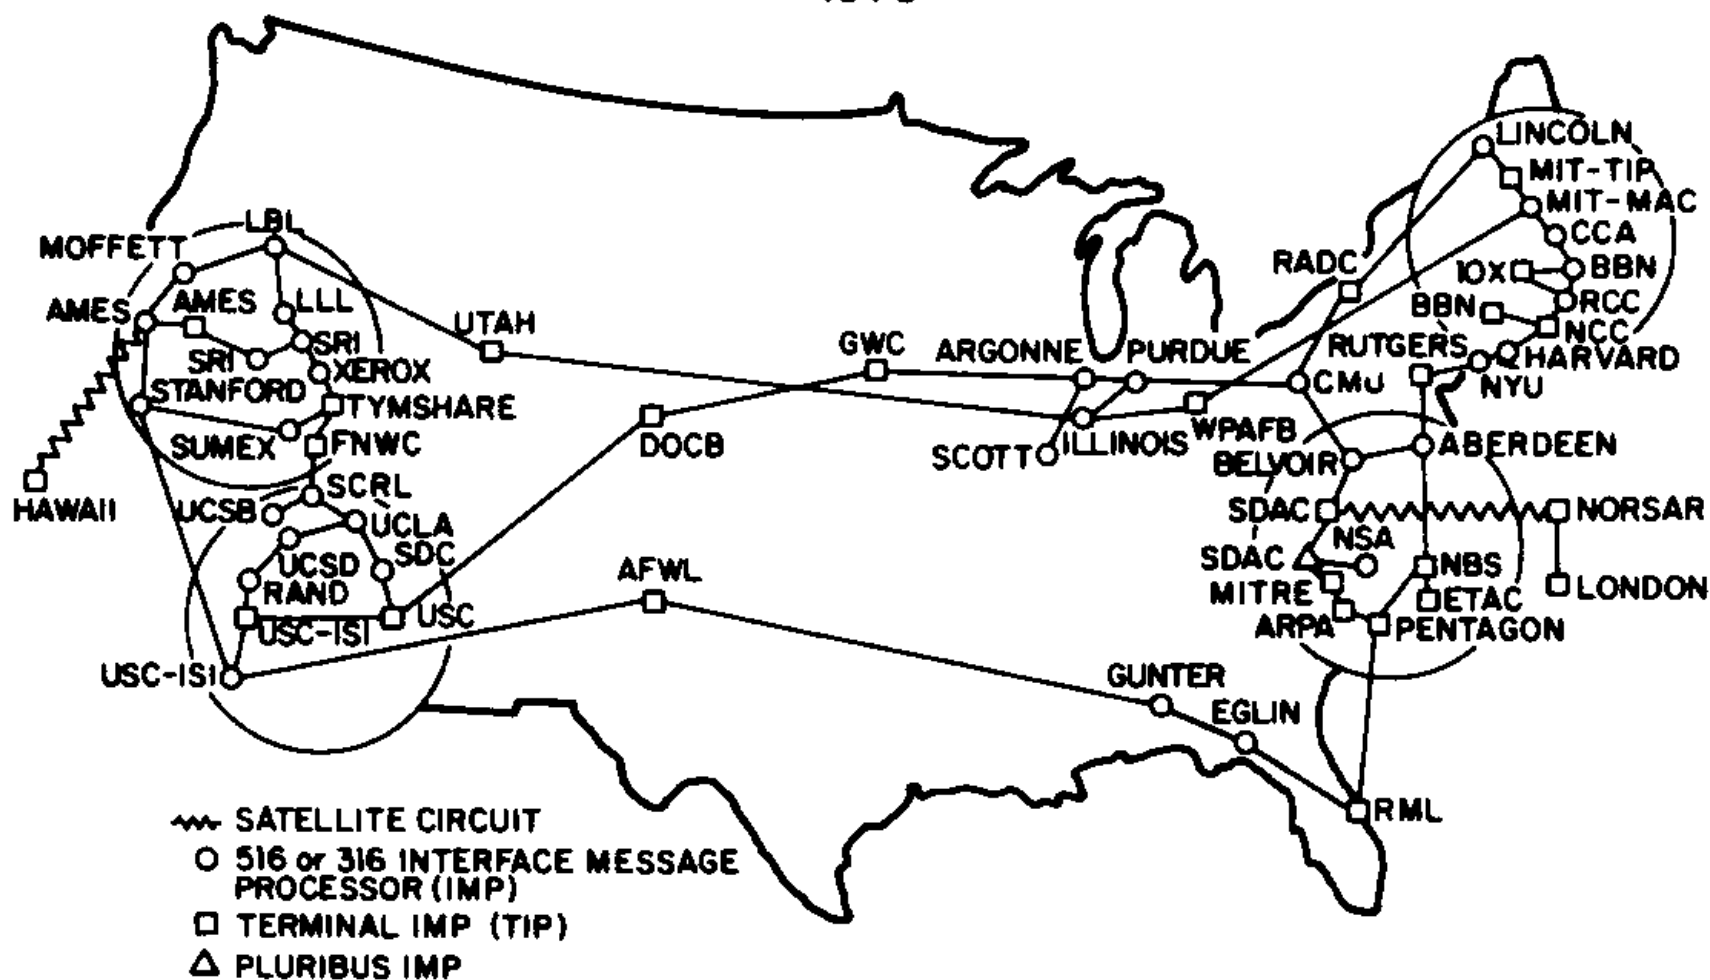 LINCOLN
MIT-TIP
MIT-MAC
LBL
MOFFETT
CCA
RADC
10X
BBN
AMES
AMES
LLL
BBN
RCC
UTAH
NCC
SRI
SRI
GWC
ARGONNE
PURDUE
RUTGERS
HARVARD
XEROX
STANFORD
CMU
NYU
TYMSHARE
SUMEX
FNWC
DOCB
SCOTT
ILLINOIS
WPAFB
BELVOIR
ABERDEEN
HAWAII
SCRL
UCSB
UCLA
SDAC
NORSAR
NSA
UCSD
SDC
SDAC
NBS
RAND
AFWL
MITRE
ETAC
LONDON
USC-ISI
USC
ARPA
PENTAGON
USC-ISI
GUNTER
EGLIN
RML
SATELLITE CIRCUIT
516 or 316 INTERFACE MESSAGE
PROCESSOR (IMP)
TERMINAL IMP (TIP)
PLURIBUS IMP